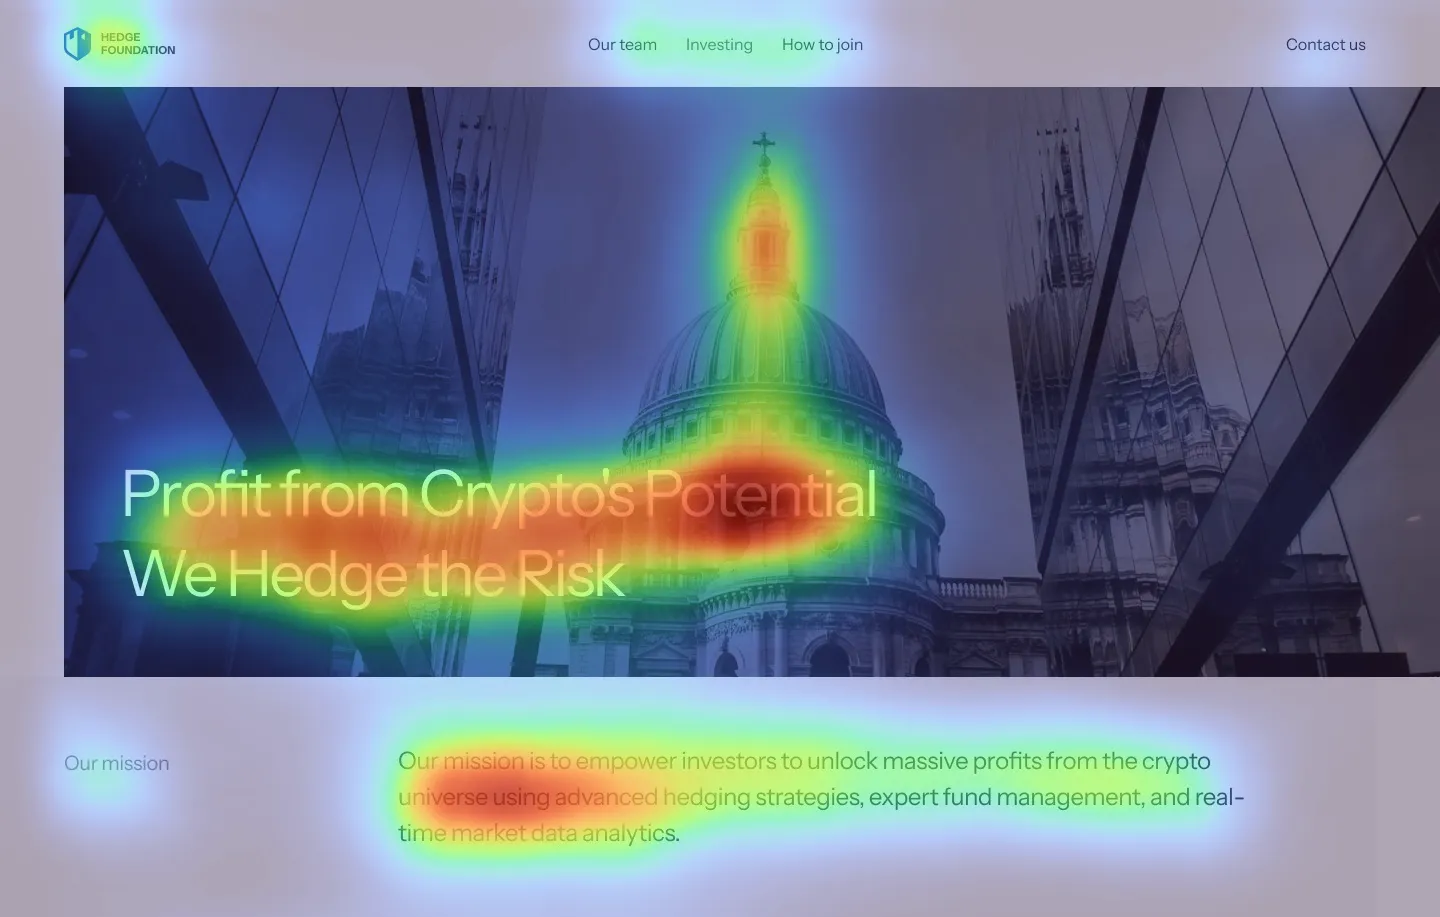 HEDGE
FOUNDATION
Our team
Investing
How to join
Contact us
Profit from Crypto's Potential
We Hedge the Risk
Our mission
Our mission is to empower investors to unlock massive profits from the crypto
universe using advanced hedging strategies, expert fund management, and real-
time market data analytics.